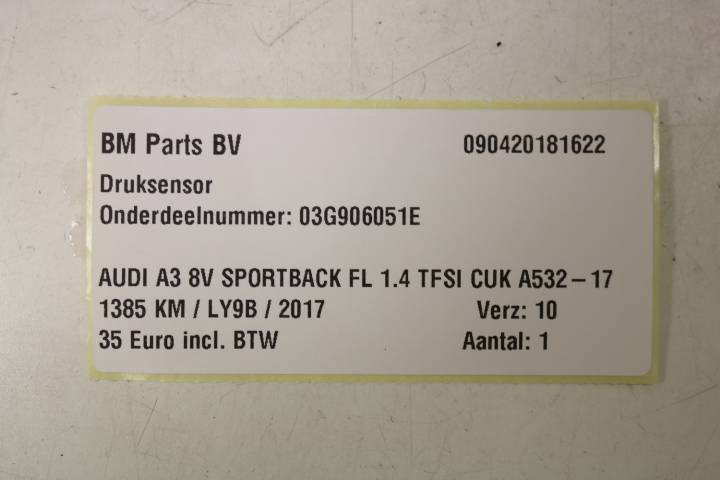 BM Parts BV 090420181622
Druksensor
Onderdeelnummer: 03G906051E
AUDI A3 8V SPORTBACK FL 1.4 TFSI CUK A532-17
1385 KM / LY9B / 2017 Verz: 10
35 Euro incl. BTW Aantal: 1